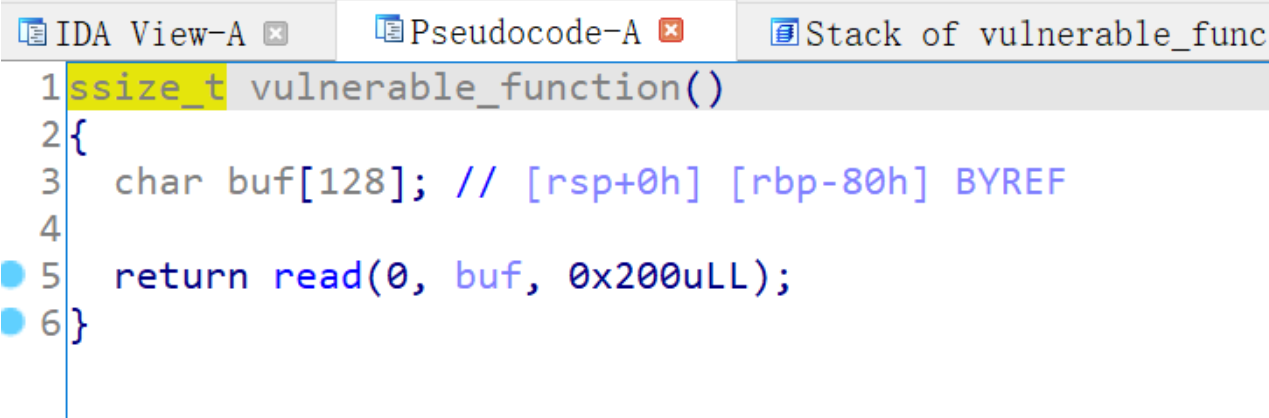 IDA View-A Pseudocode-A Stack of vulnerable_func
1 ssize_t vulnerable_function()
2 {
3 char buf[128]; // [rsp+0h] [rbp-80h] BYREF
4
5 return read(0, buf, 0x200uLL);
6 }